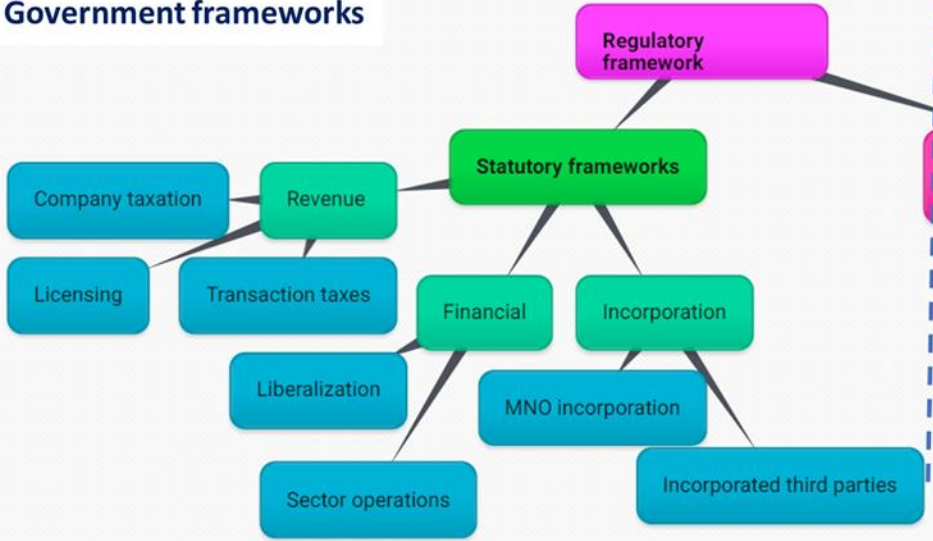 Government frameworks
Regulatory
framework
Statutory frameworks
Company taxation
Revenue
Licensing
Transaction taxes
Financial
Incorporation
Liberalization
MNO incorporation
Sector operations
Incorporated third parties